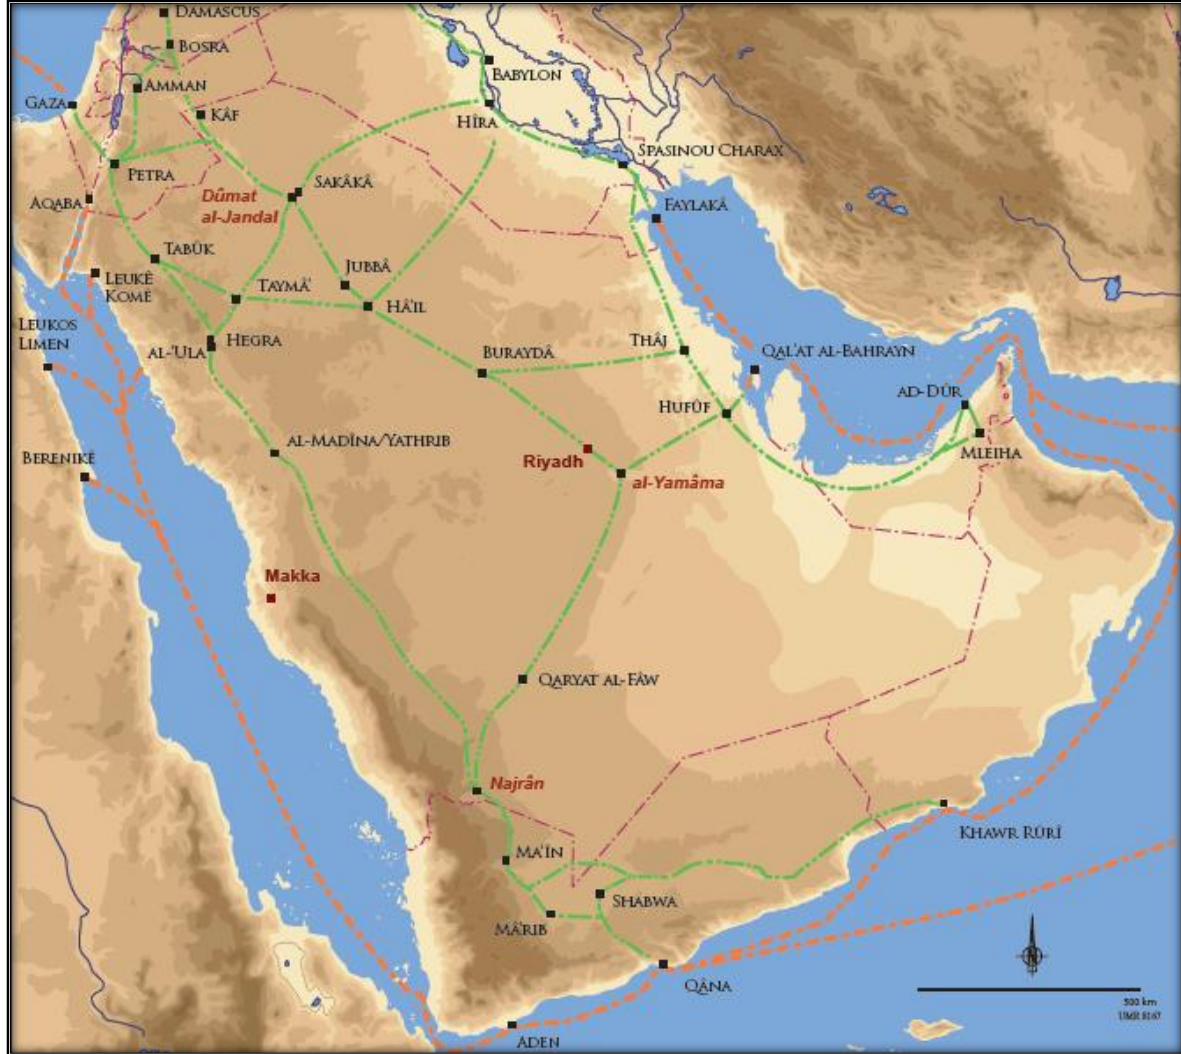 DAMASCUS
BOSRA
AMMAN
BABYLON
GAZA
KÂF
HÎRA
SPASINOU CHARAX
PETRA
SAKÂKÂ
Dûmat
al-Jandal
AQABA
FAYLAKÂ
TABÛK
JUBBÂ
LEUKÊ
KOMÊ
TAYMÂ'
HÂ'IL
LEUKOS
LIMEN
HEGRA
AL-'ULA
BURAYDÂ
THÂJ
QAL'AT AL-BAHRAYN
AD-DÛR
HUFÛF
MLEIHA
AL-MADÎNA/YATHRIB
BERENIKÊ
Riyadh
al-Yamâma
Makka
QARYAT AL-FÂW
Najrân
KHAWR RÛRÎ
MA'ÎN
SHABWA
MÂ'RIB
QÂNA
ADEN
N
500 km
UMR 8167